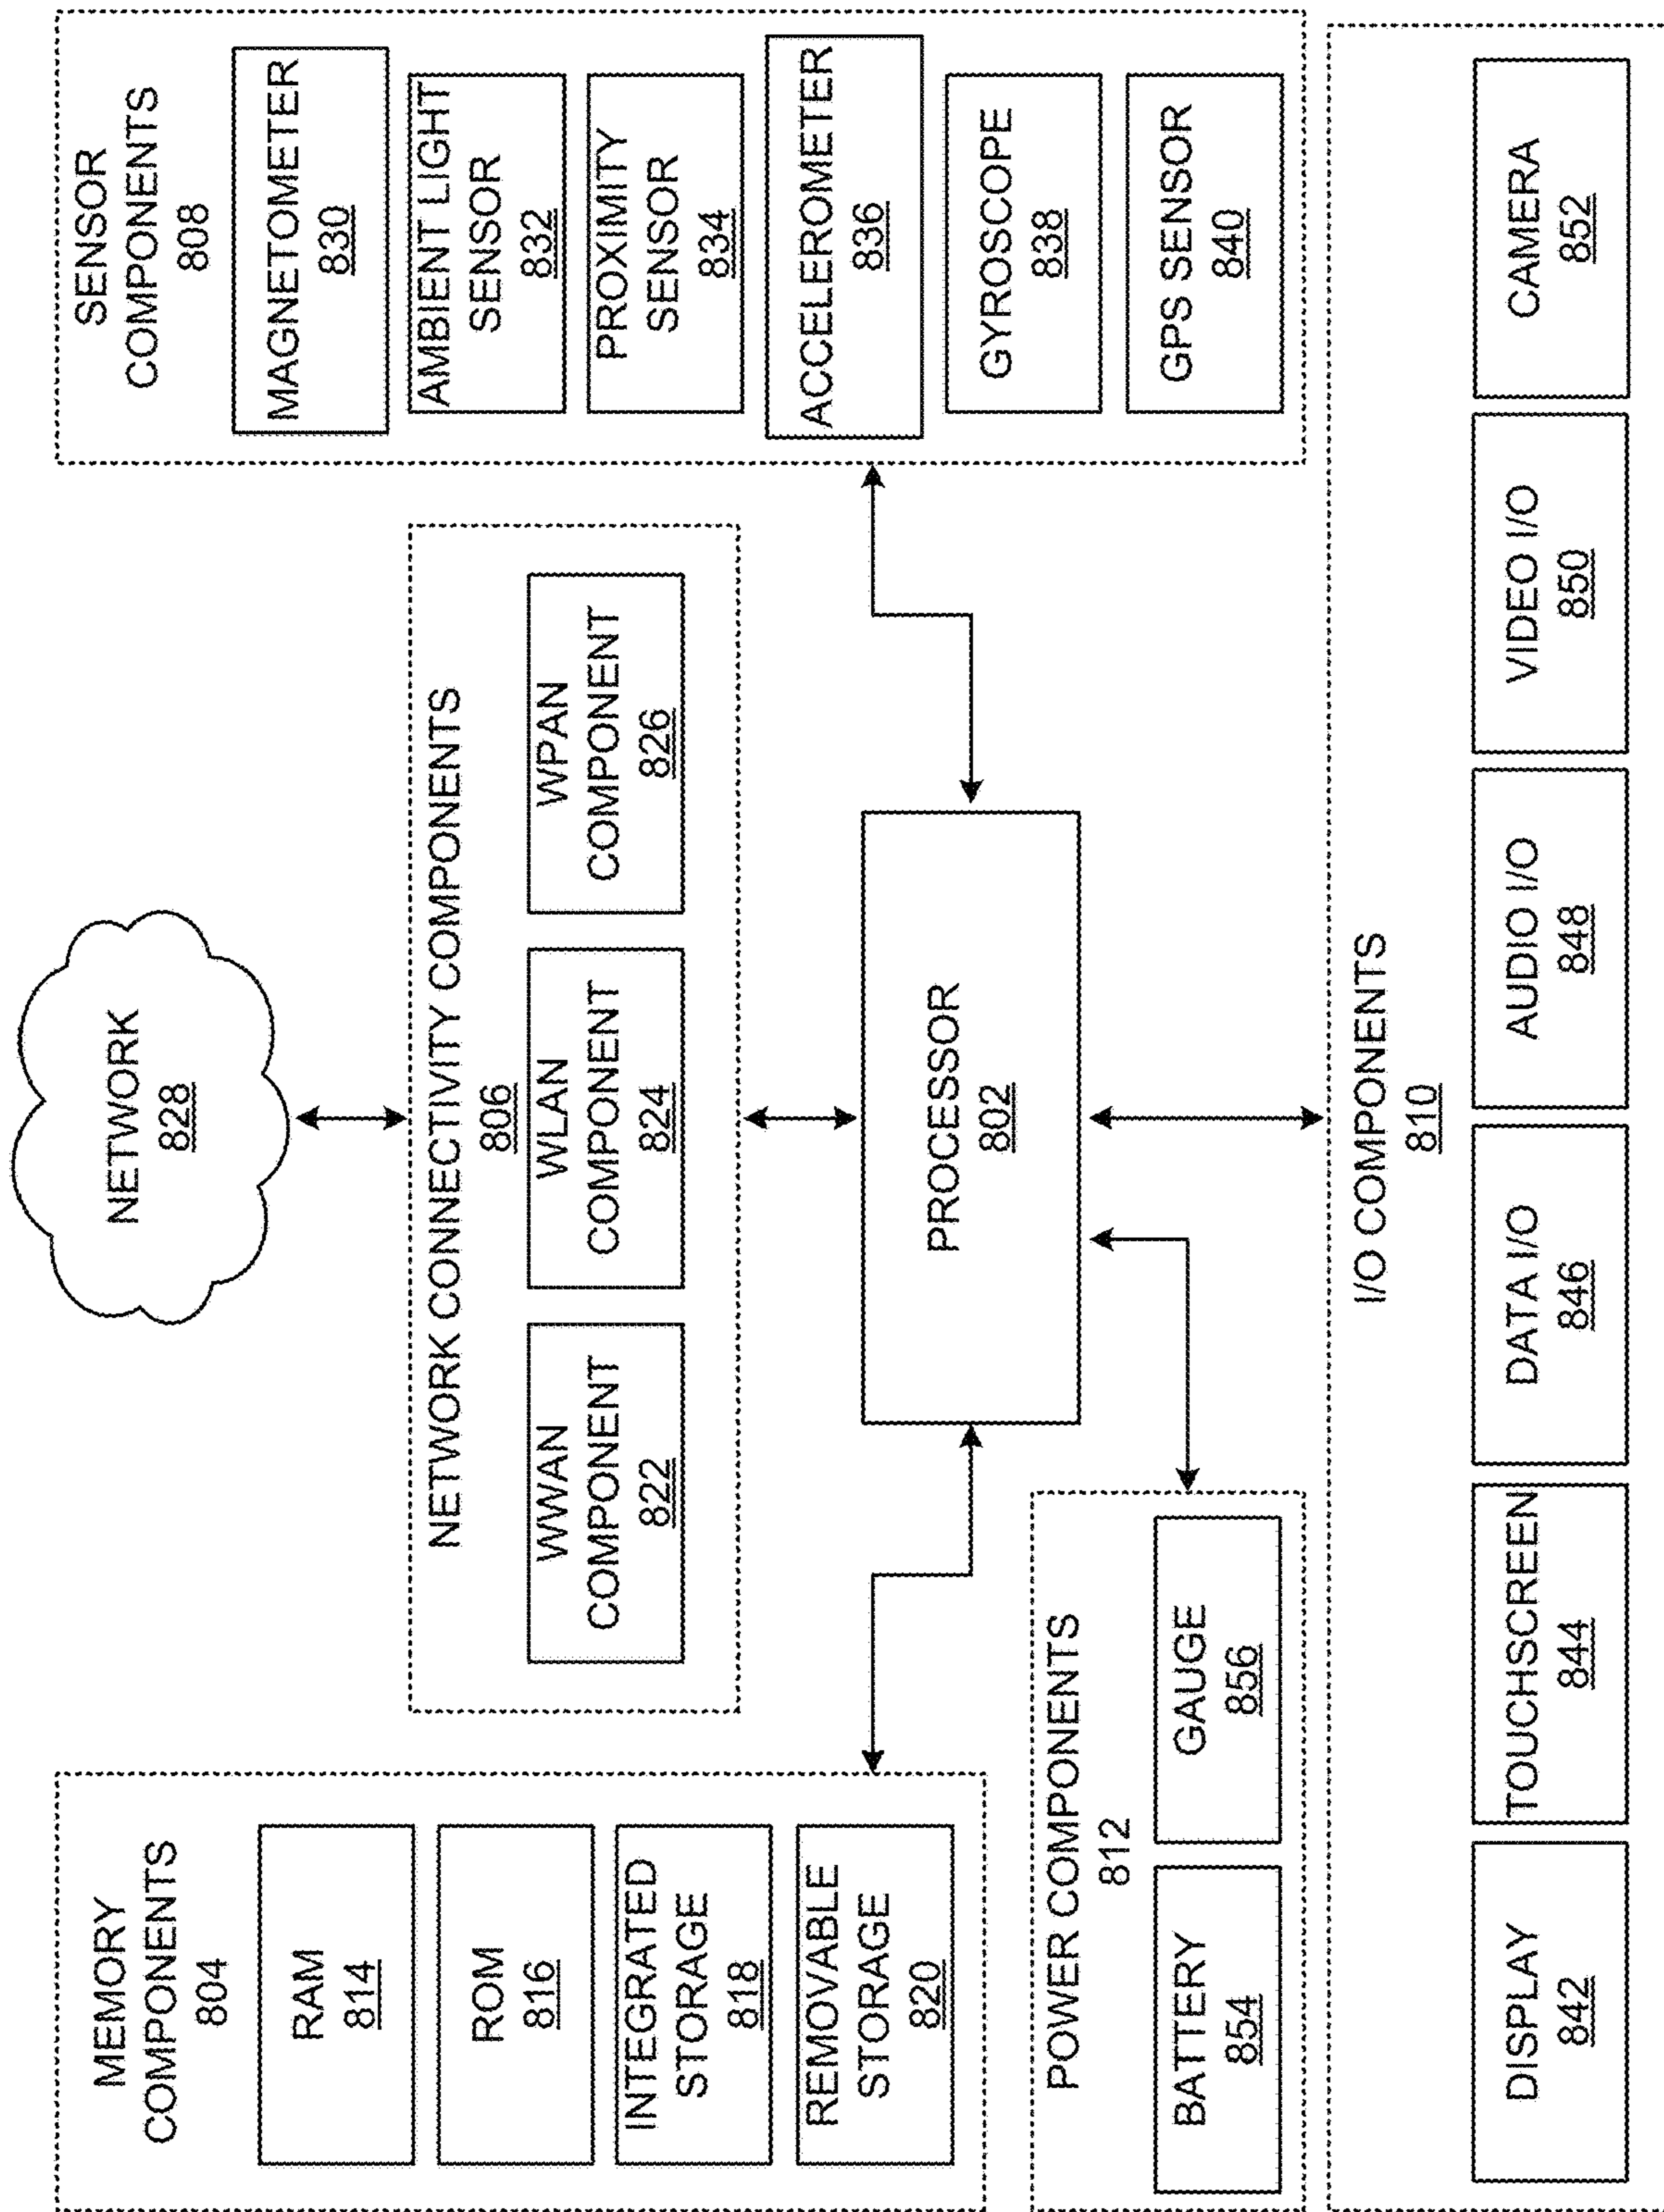 NETWORK
828
MEMORY
COMPONENTS
804
RAM
814
ROM
816
INTEGRATED
STORAGE
818
REMOVABLE
STORAGE
820
NETWORK CONNECTIVITY COMPONENTS
806
WWAN
COMPONENT
822
WLAN
COMPONENT
824
WPAN
COMPONENT
826
SENSOR
COMPONENTS
808
MAGNETOMETER
830
AMBIENT LIGHT
SENSOR
832
PROXIMITY
SENSOR
834
ACCELEROMETER
836
GYROSCOPE
838
GPS SENSOR
840
PROCESSOR
802
POWER COMPONENTS
812
BATTERY
854
GAUGE
856
I/O COMPONENTS
810
DISPLAY
842
TOUCHSCREEN
844
DATA I/O
846
AUDIO I/O
848
VIDEO I/O
850
CAMERA
852